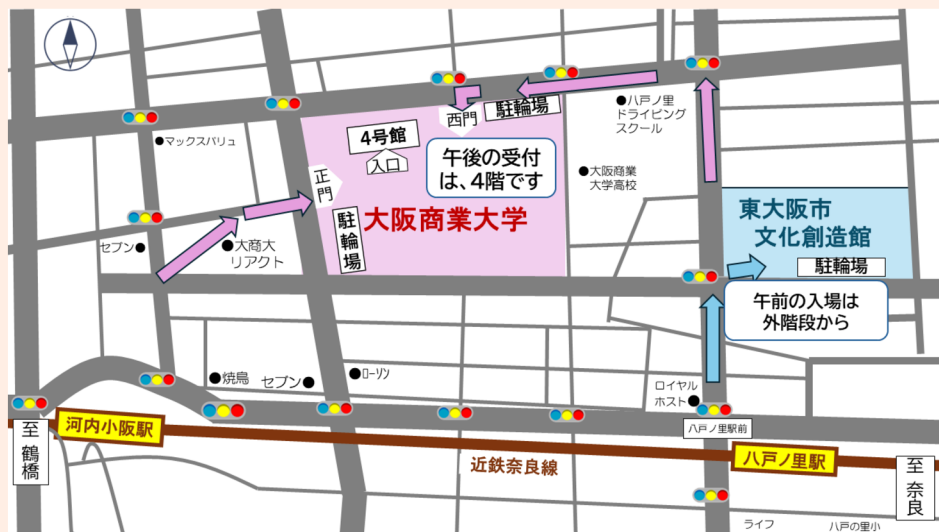 西門
駐輪場
4号館
入口
マックスバリュ
八戸ノ里
ドライビング
スクール
午後の受付
は、4階です
正門
大阪商業
大学高校
大阪商業大学
駐輪場
東大阪市
文化創造館
駐輪場
セブン
大商大
リアクト
午前の入場は
外階段から
焼鳥
セブン
ローソン
ロイヤル
ホスト
至鶴橋
河内小阪駅
八戸ノ里駅前
近鉄奈良線
八戸ノ里駅
至奈良
ライフ
八戸の里小